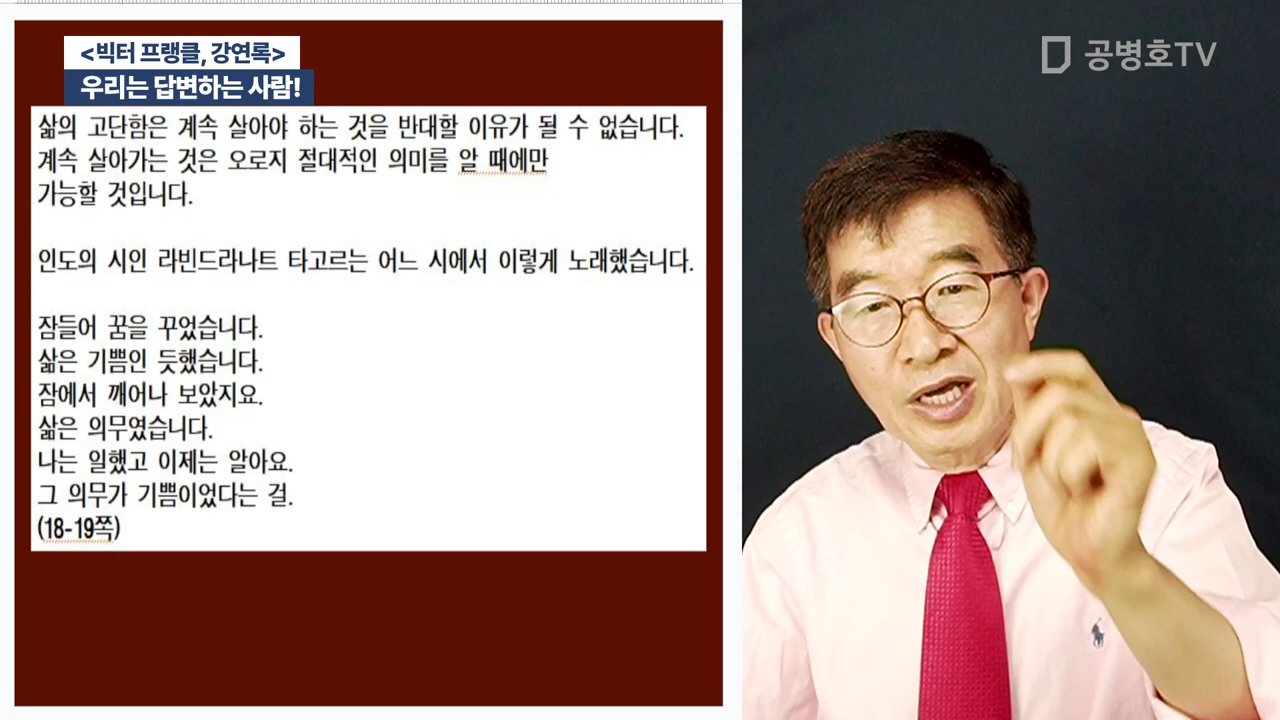 <빅터 프랭클, 강연록>
우리는 답변하는 사람!
공병호TV
삶의 고단함은 계속 살아야 하는 것을 반대할 이유가 될 수 없습니다.
계속 살아가는 것은 오로지 절대적인 의미를 알 때에만
가능할 것입니다.
인도의 시인 라빈드라나트 타고르는 어느 시에서 이렇게 노래했습니다.
잠들어 꿈을 꾸었습니다.
삶은 기쁨인 듯했습니다.
잠에서 깨어나 보았지요.
삶은 의무였습니다.
나는 일했고 이제는 알아요.
그 의무가 기쁨이었다는 걸.
(18-19쪽)